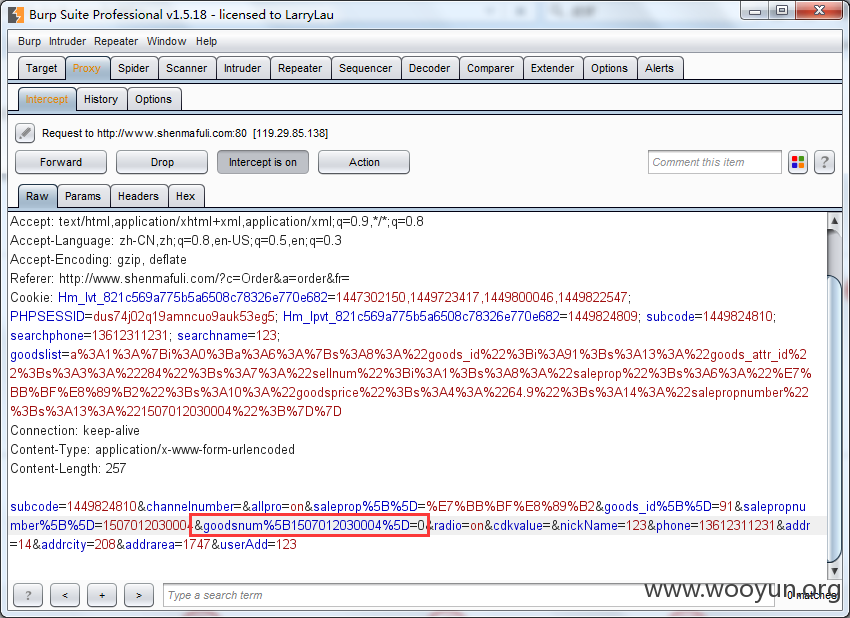 Burp Suite Professional v1.5.18 - licensed to LarryLau
Burp Intruder Repeater Window Help
Target Proxy Spider Scanner Intruder Repeater Sequencer Decoder Comparer Extender Options Alerts
Intercept History Options
Request to http://www.shenmafuli.com:80 [119.29.85.138]
Forward Drop Intercept is on Action Comment this item ?
Raw Params Headers Hex
Accept: text/html,application/xhtml+xml,application/xml;q=0.9,*/*;q=0.8
Accept-Language: zh-CN,zh;q=0.8,en-US;q=0.5,en;q=0.3
Accept-Encoding: gzip, deflate
Referer: http://www.shenmafuli.com/?c=Order&a=order&fr=
Cookie: Hm_lvt_821c569a775b5a6508c78326e770e682=1447302150,1449723417,1449800046,1449822547;
PHPSESSID=dus74j02q19amncuo9auk53eg5; Hm_lpvt_821c569a775b5a6508c78326e770e682=1449824809; subcode=1449824810;
searchphone=13612311231; searchname=123;
goodslist=a%3A1%3A%7Bi%3A0%3Ba%3A6%3A%7Bs%3A8%3A%22goods_id%22%3Bi%3A91%3Bs%3A13%3A%22goods_attr_id%2
2%3Bs%3A3%3A%22284%22%3Bs%3A7%3A%22sellnum%22%3Bi%3A1%3Bs%3A8%3A%22saleprop%22%3Bs%3A6%3A%22%E7%
BB%BF%E8%89%B2%22%3Bs%3A10%3A%22goodsprice%22%3Bs%3A4%3A%2264.9%22%3Bs%3A14%3A%22salepropnumber%22
%3Bs%3A13%3A%221507012030004%22%3B%7D%7D
Connection: keep-alive
Content-Type: application/x-www-form-urlencoded
Content-Length: 257
subcode=1449824810&channelnumber=&allpro=on&saleprop%5B%5D=%E7%BB%BF%E8%89%B2&goods_id%5B%5D=91&salepropnu
mber%5B%5D=1507012030004&goodsnum%5B1507012030004%5D=0&radio=on&cdkvalue=&nickName=123&phone=13612311231&addr
=14&addrcity=208&addrarea=1747&userAdd=123
? < + > Type a search term 0 matches
www.wooyun.org